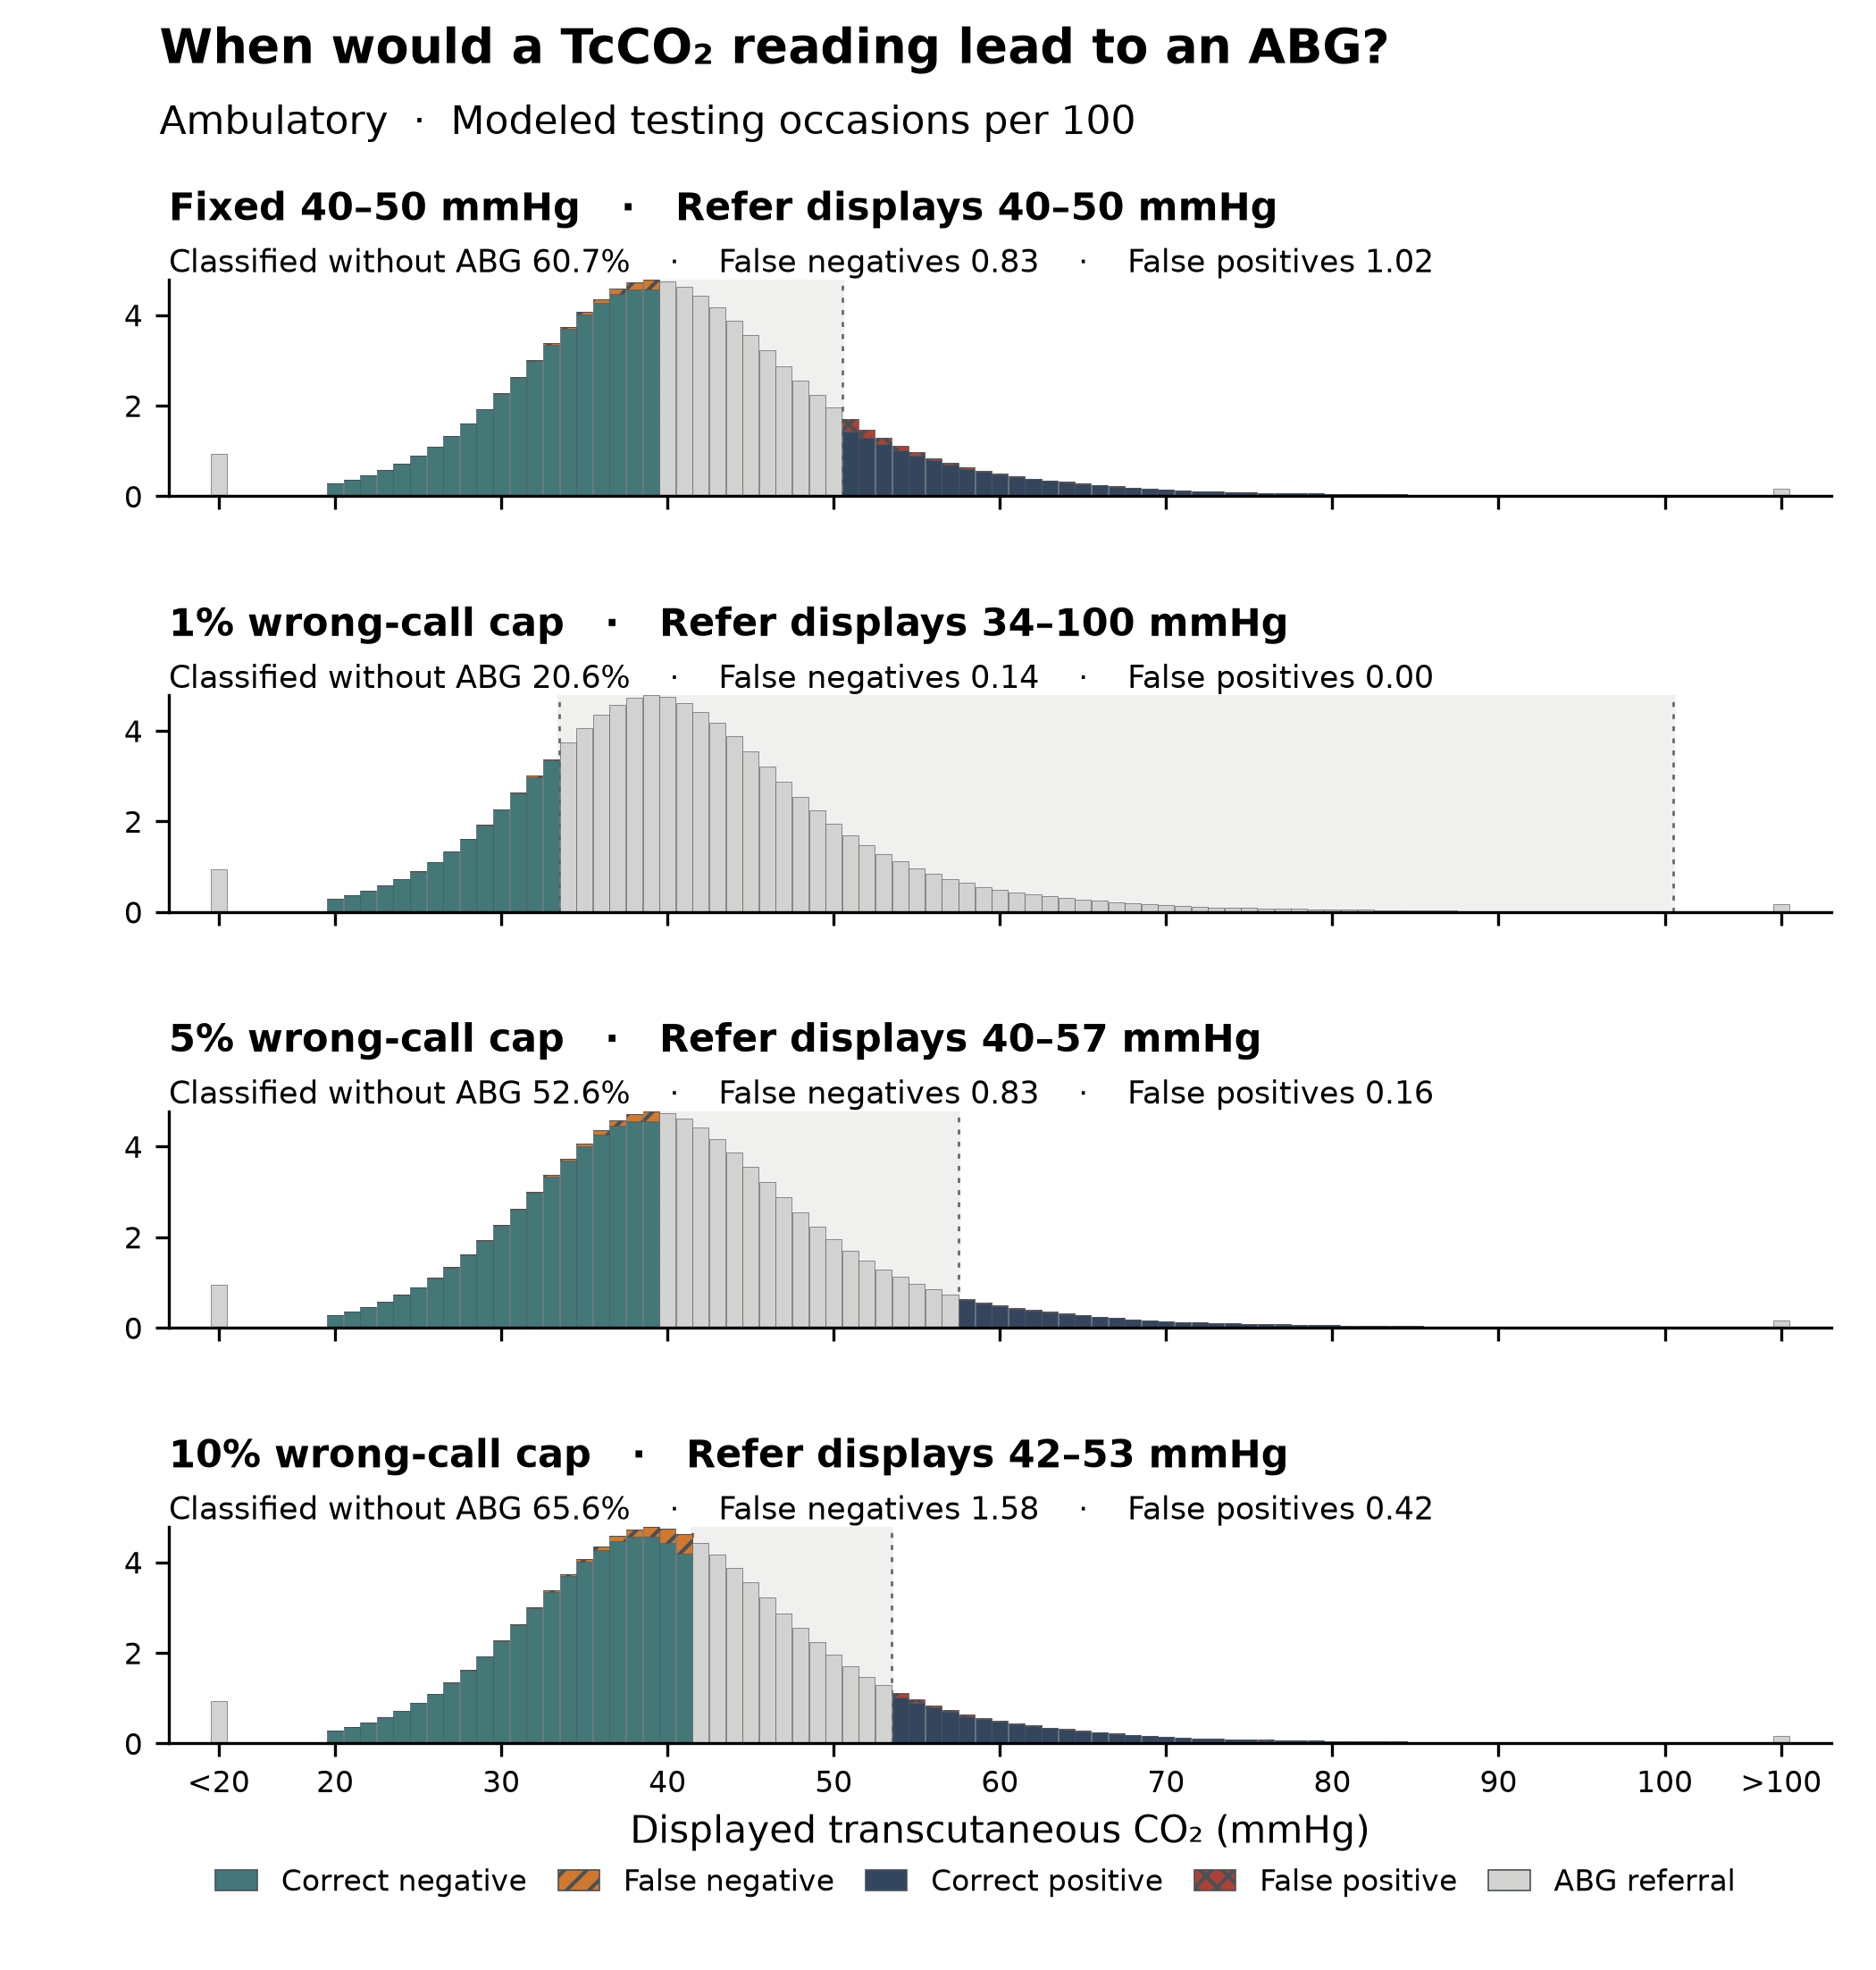 When would a TcCO₂ reading lead to an ABG?
Ambulatory · Modeled testing occasions per 100
Fixed 40–50 mmHg · Refer displays 40–50 mmHg
Classified without ABG 60.7% · False negatives 0.83 · False positives 1.02
4
2
0
1% wrong-call cap · Refer displays 34–100 mmHg
Classified without ABG 20.6% · False negatives 0.14 · False positives 0.00
4
2
0
5% wrong-call cap · Refer displays 40–57 mmHg
Classified without ABG 52.6% · False negatives 0.83 · False positives 0.16
4
2
0
10% wrong-call cap · Refer displays 42–53 mmHg
Classified without ABG 65.6% · False negatives 1.58 · False positives 0.42
4
2
0
<20 20 30 40 50 60 70 80 90 100 >100
Displayed transcutaneous CO₂ (mmHg)
Correct negative False negative Correct positive False positive ABG referral